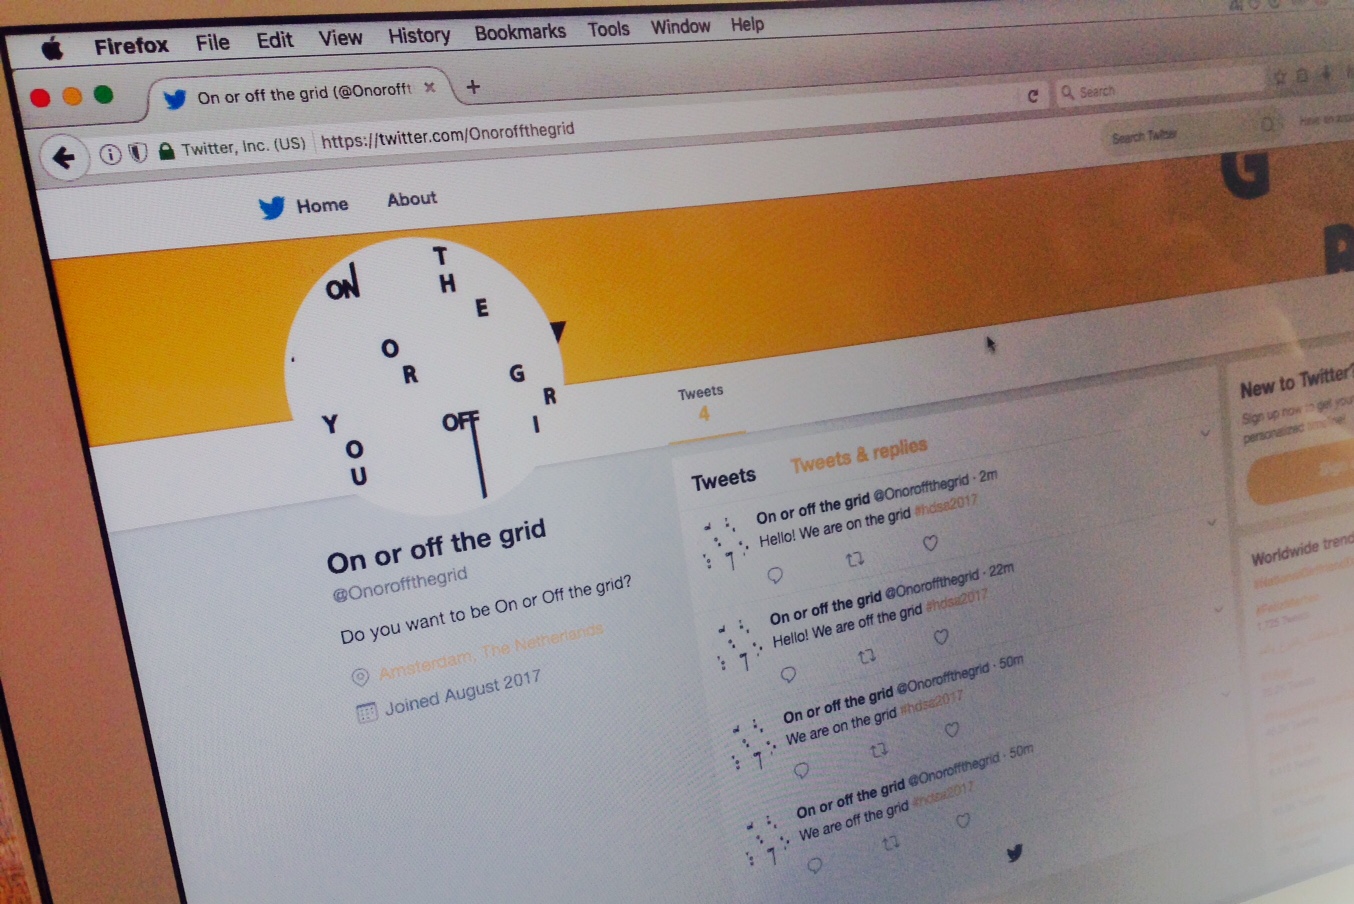 Firefox File Edit View History Bookmarks Tools Window Help
On or off the grid (@Onorofft
Twitter, Inc. (US) https://twitter.com/Onoroffthegrid
Search
Home About
Search Twitter
Have an
G
R
ON
THE
OR
GRI
YOU
OFF
Tweets
4
On or off the grid
@Onoroffthegrid
Do you want to be On or Off the grid?
Amsterdam, The Netherlands
Joined August 2017
Tweets Tweets & replies
On or off the grid @Onoroffthegrid · 2m
Hello! We are on the grid #hdsa2017
On or off the grid @Onoroffthegrid · 22m
Hello! We are off the grid #hdsa2017
On or off the grid @Onoroffthegrid · 50m
We are on the grid #hdsa2017
On or off the grid @Onoroffthegrid · 50m
We are off the grid #hdsa2017
New to Twitter?
Sign up now to get your
personalized timeline!
Worldwide trend